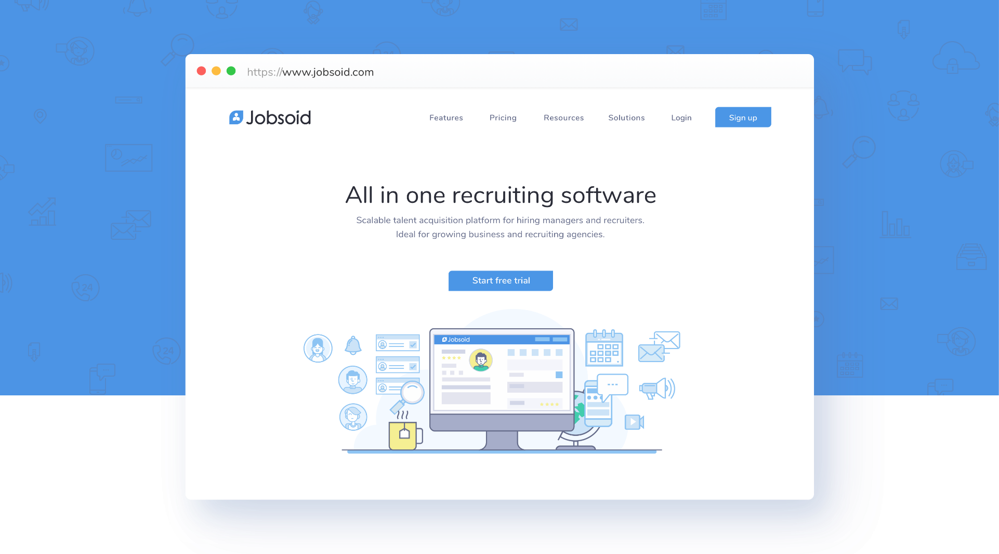 https://www.jobsoid.com
Jobsoid
Features Pricing Resources Solutions Login Sign up
All in one recruiting software
Scalable talent acquisition platform for hiring managers and recruiters.
Ideal for growing business and recruiting agencies.
Start free trial
Jobsoid
24
24
24